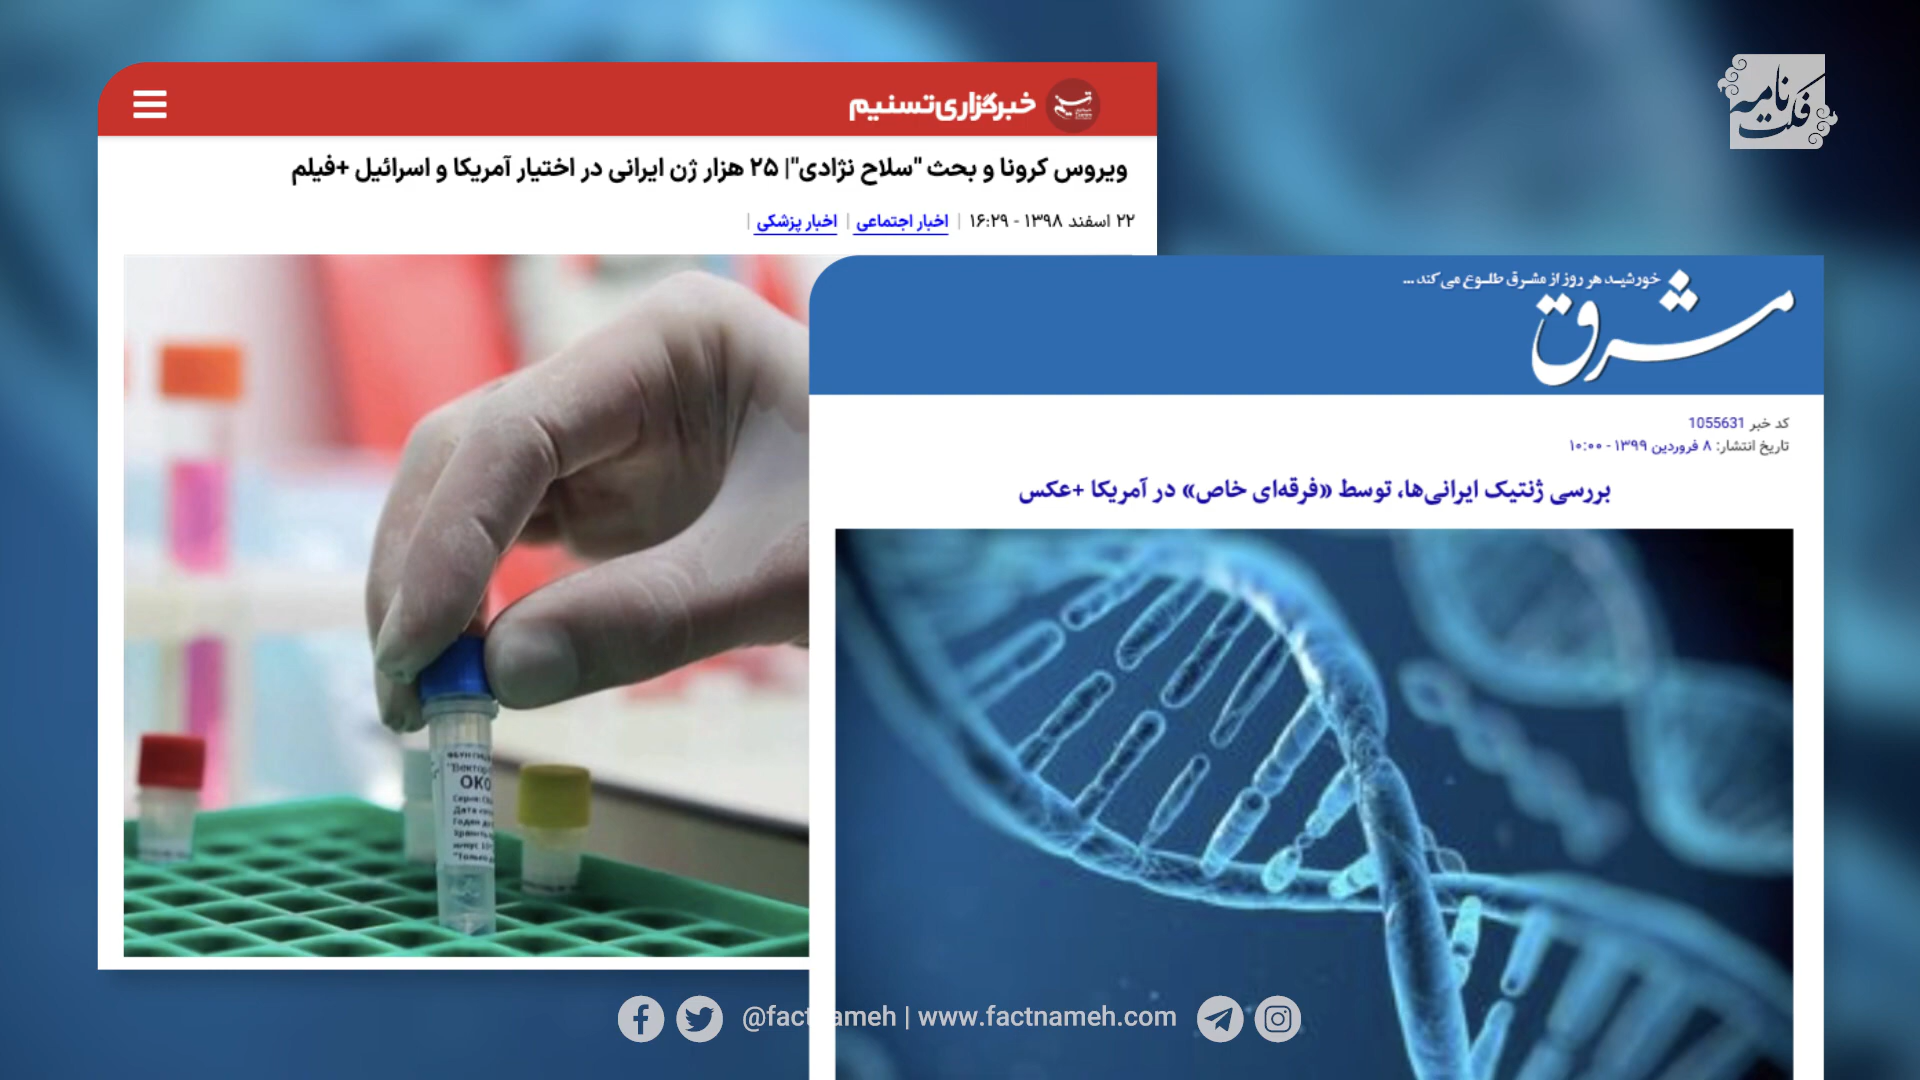 فکت نامه
خبرگزاری تسنیم
ویروس کرونا و بحث "سلاح نژادی"| ۲۵ هزار ژن ایرانی در اختیار آمریکا و اسرائیل +فیلم
۲۲ اسفند ۱۳۹۸ - ۱۶:۲۹ | اخبار اجتماعی | اخبار پزشکی |
خورشید هر روز از مشرق طلوع می کند ...
مشرق
کد خبر 1055631
تاریخ انتشار: ۸ فروردین ۱۳۹۹ - ۱۰:۰۰
بررسی ژنتیک ایرانی‌ها، توسط «فرقه‌ای خاص» در آمریکا +عکس
"Вектор
@factnameh | www.factnameh.com